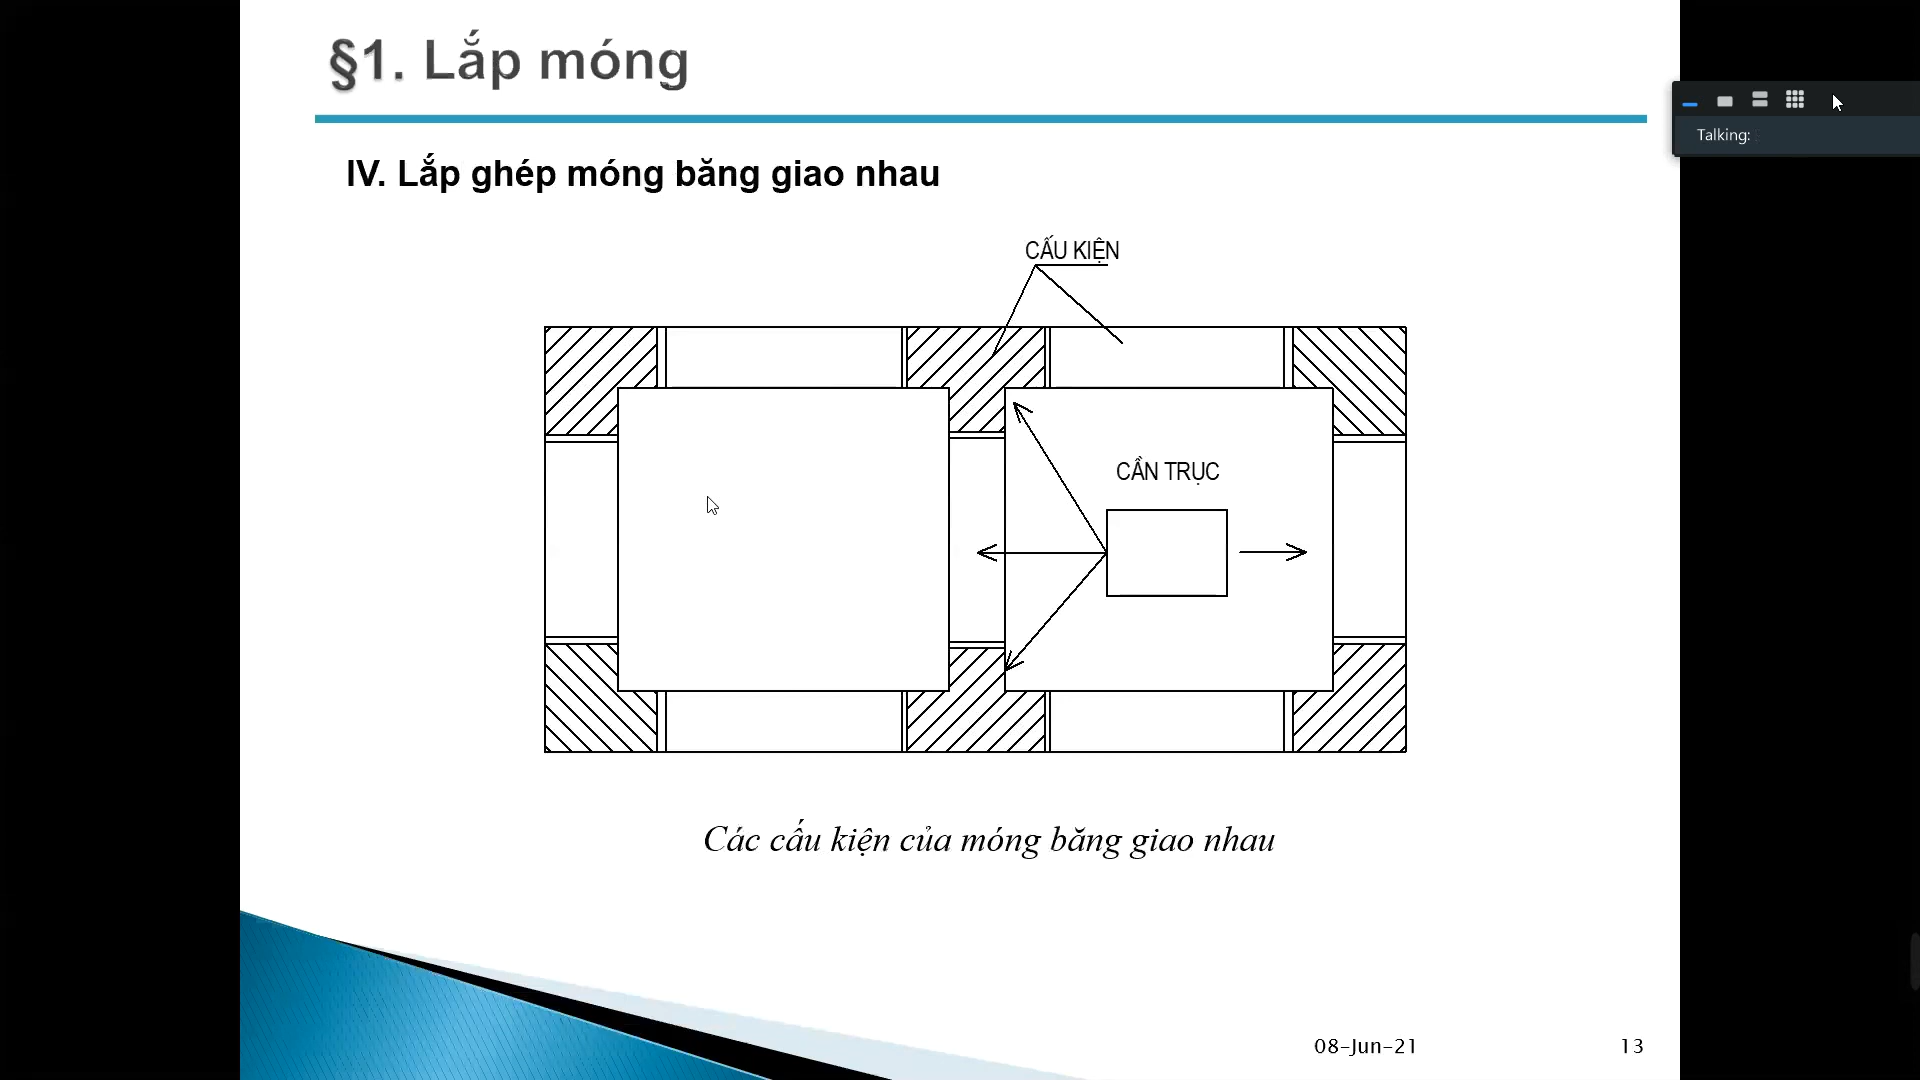 §1. Lắp móng
Talking:
IV. Lắp ghép móng băng giao nhau
CẤU KIỆN
CẦN TRỤC
Các cấu kiện của móng băng giao nhau
08-Jun-21
13